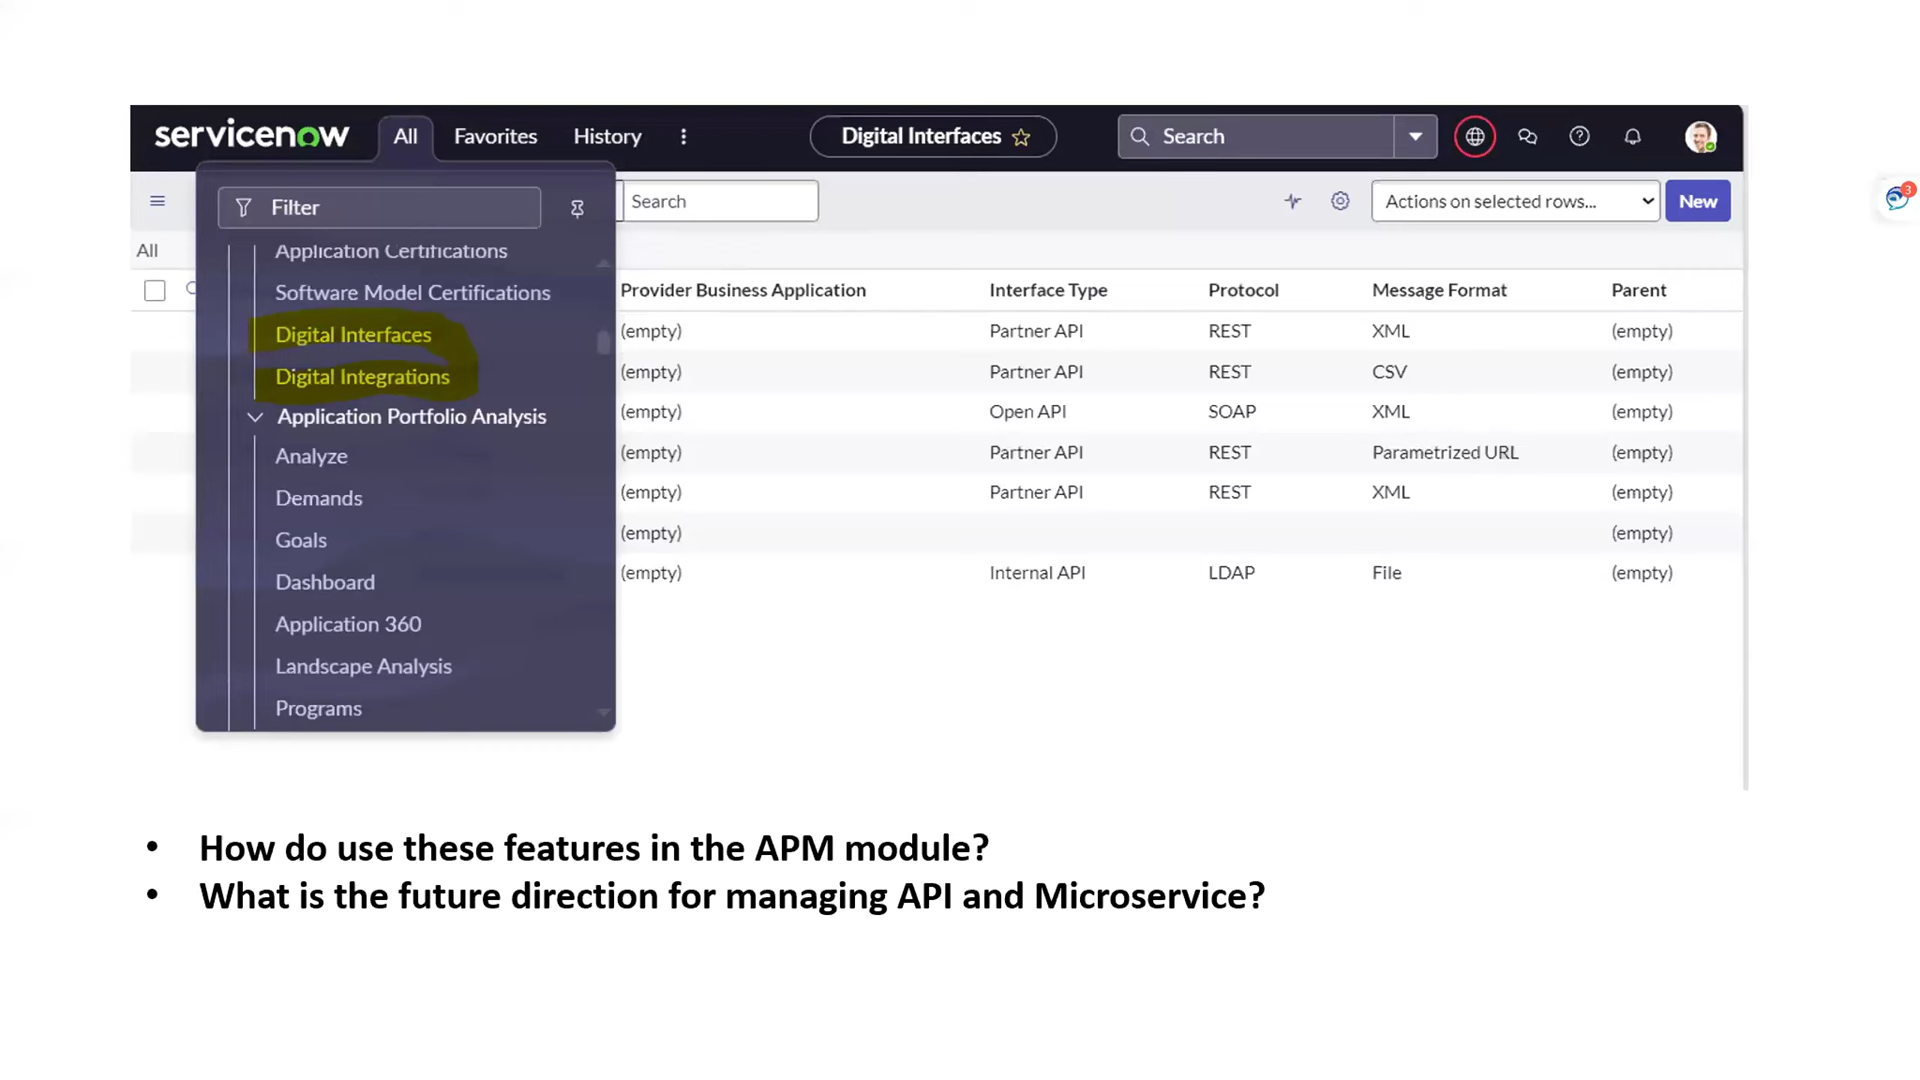 servicenow All Favorites History Digital Interfaces Search
Filter Search Actions on selected rows... New
3
All
Application Certifications
Software Model Certifications
Digital Interfaces
Digital Integrations
Application Portfolio Analysis
Analyze
Demands
Goals
Dashboard
Application 360
Landscape Analysis
Programs
Provider Business Application Interface Type Protocol Message Format Parent
(empty) Partner API REST XML (empty)
(empty) Partner API REST CSV (empty)
(empty) Open API SOAP XML (empty)
(empty) Partner API REST Parametrized URL (empty)
(empty) Partner API REST XML (empty)
(empty) (empty)
(empty) Internal API LDAP File (empty)
• How do use these features in the APM module?
• What is the future direction for managing API and Microservice?